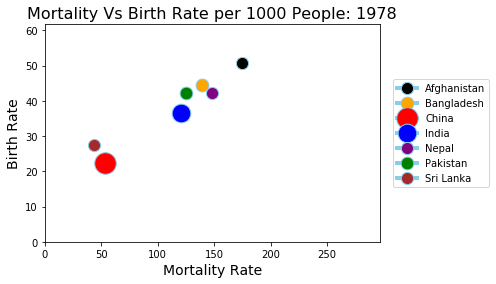 Mortality Vs Birth Rate per 1000 People: 1978
60
50
40
30
20
10
0
Birth Rate
0 50 100 150 200 250
Mortality Rate
Afghanistan
Bangladesh
China
India
Nepal
Pakistan
Sri Lanka